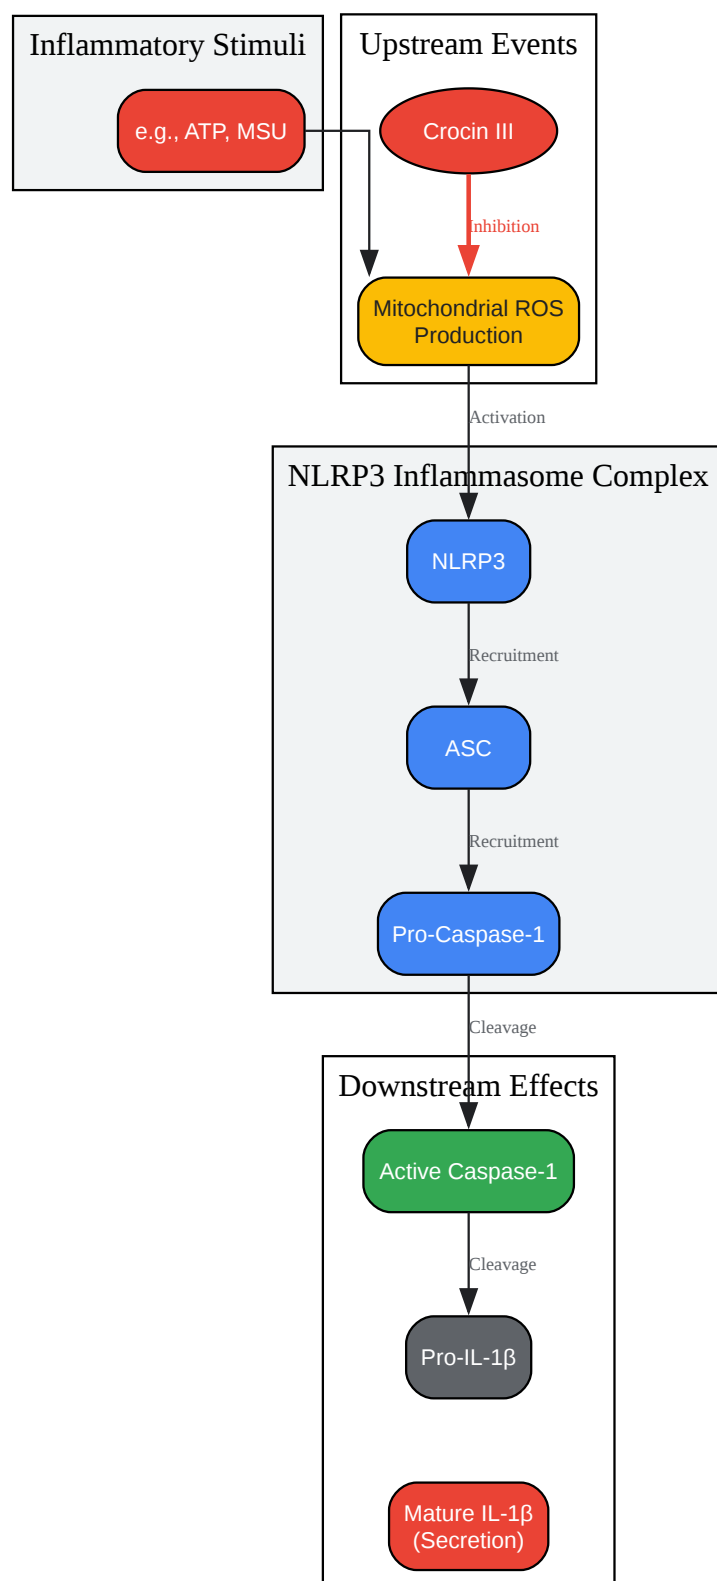 Inflammatory Stimuli
e.g., ATP, MSU
Upstream Events
Crocin III
Inhibition
Mitochondrial ROS
Production
Activation
NLRP3 Inflammasome Complex
NLRP3
Recruitment
ASC
Recruitment
Pro-Caspase-1
Cleavage
Downstream Effects
Active Caspase-1
Cleavage
Pro-IL-1β
Mature IL-1β
(Secretion)